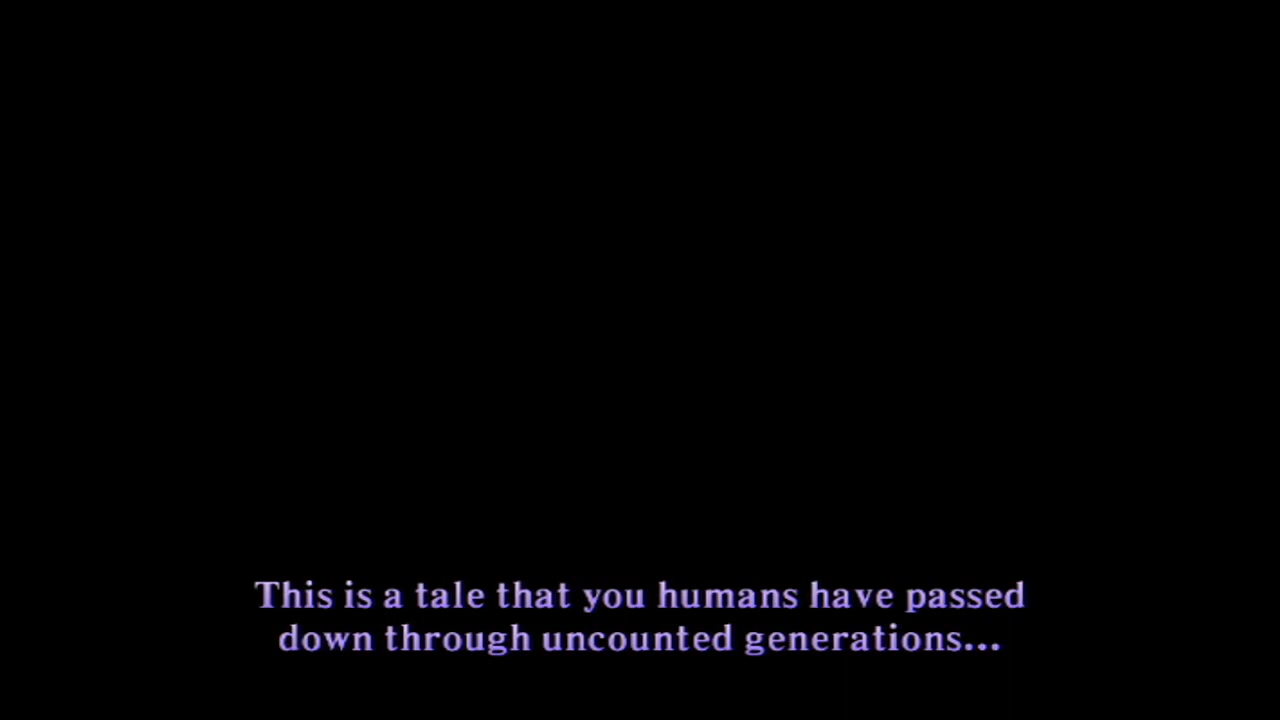 This is a tale that you humans have passed
down through uncounted generations...